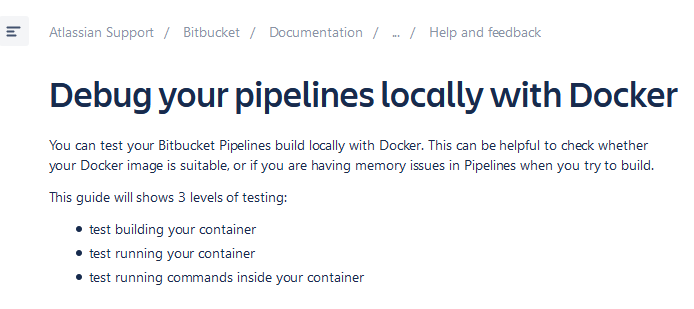 Atlassian Support / Bitbucket / Documentation / ... / Help and feedback
Debug your pipelines locally with Docker
You can test your Bitbucket Pipelines build locally with Docker. This can be helpful to check whether
your Docker image is suitable, or if you are having memory issues in Pipelines when you try to build.
This guide will shows 3 levels of testing:
• test building your container
• test running your container
• test running commands inside your container